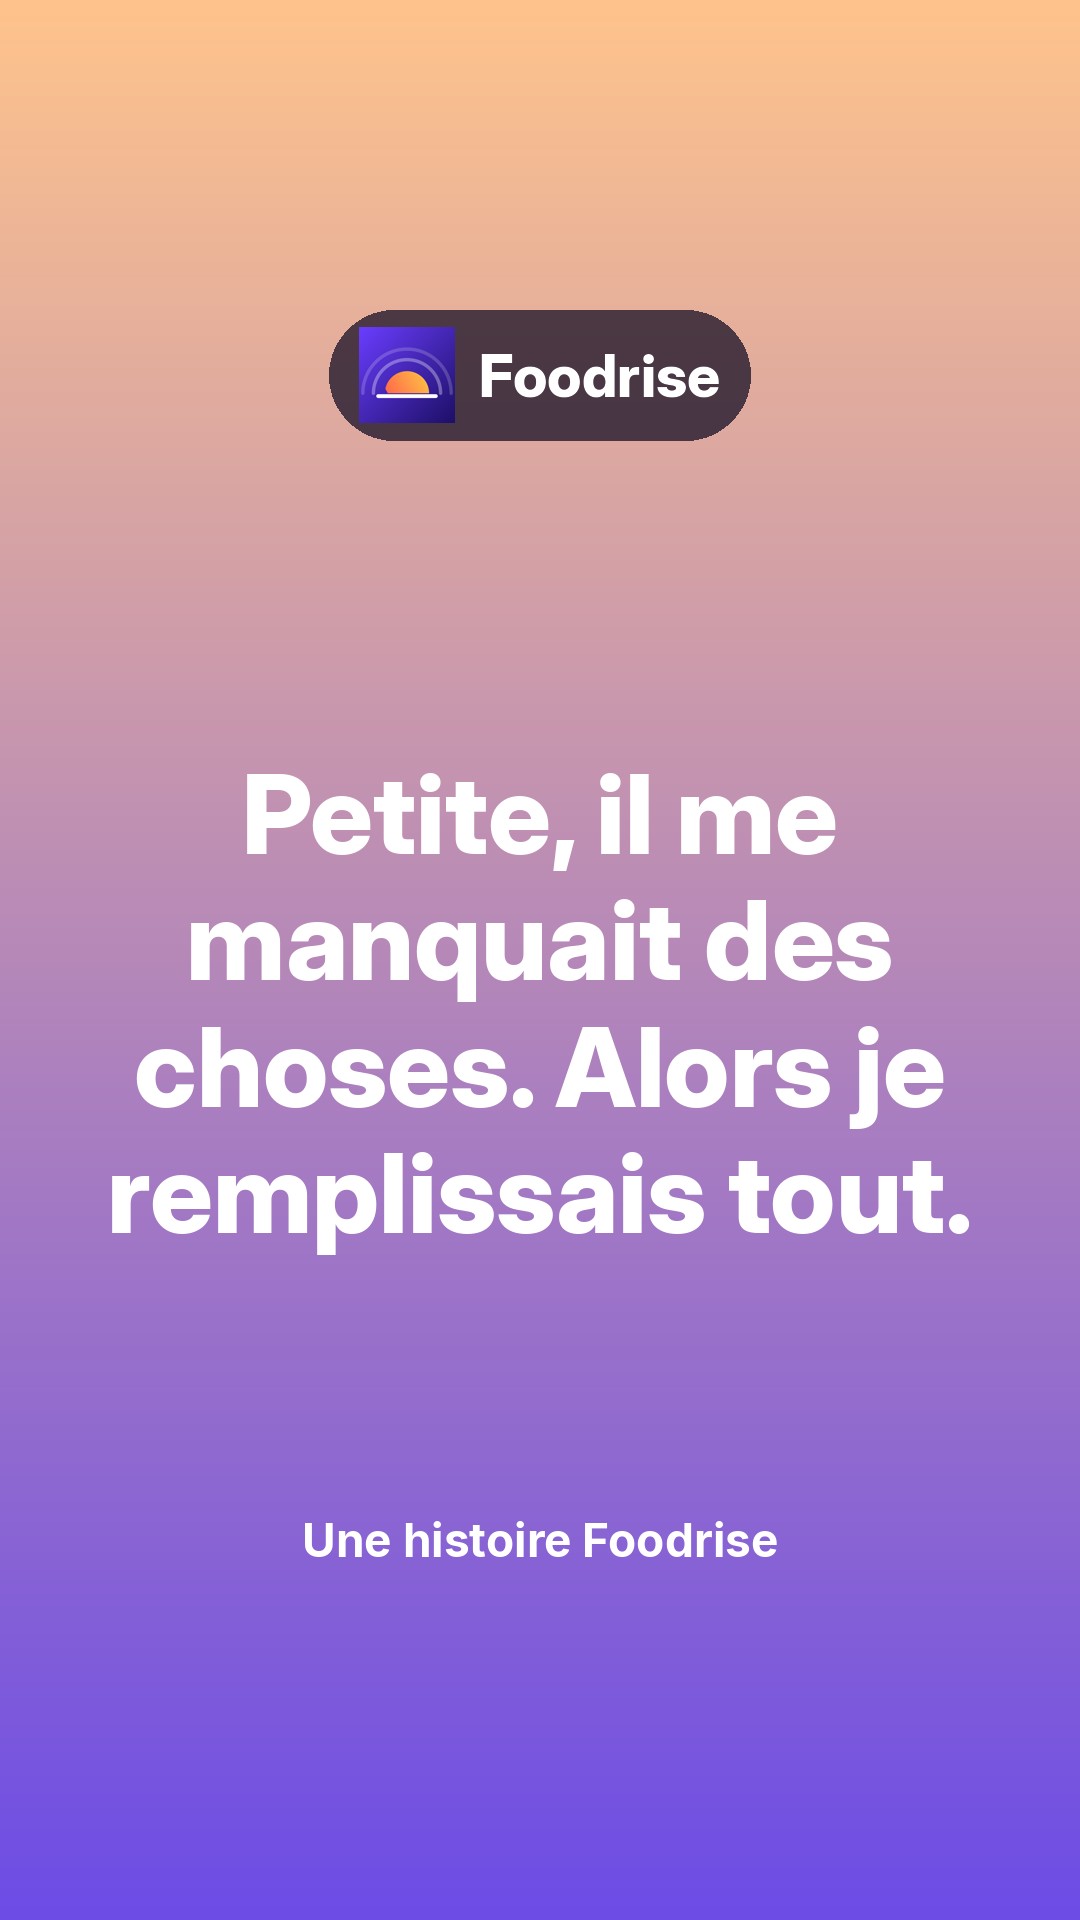 Foodrise
Petite, il me
manquait des
choses. Alors je
remplissais tout.
Une histoire Foodrise